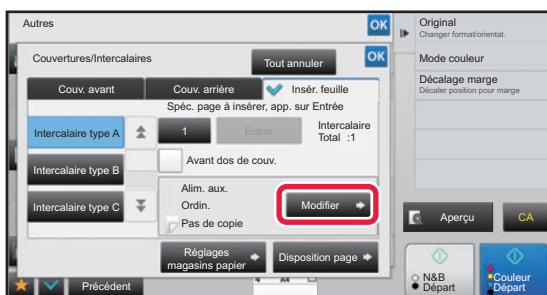 Autres
OK
Couvertures/Intercalaires
Tout annuler
OK
Couv. avant
Couv. arrière
Insér. feuille
Spéc. page à insérer, app. sur Entrée
Intercalaire type A
1
Entrer
Intercalaire
Total :1
Intercalaire type B
Avant dos de couv.
Intercalaire type C
Alim. aux.
Ordin.
Pas de copie
Modifier
Réglages
magasins papier
Disposition page
Précédent
A4
Original
Changer format/orientat.
Mode couleur
Décalage marge
Décaler position pour marge
Aperçu
CA
N&B
Départ
Couleur
Départ